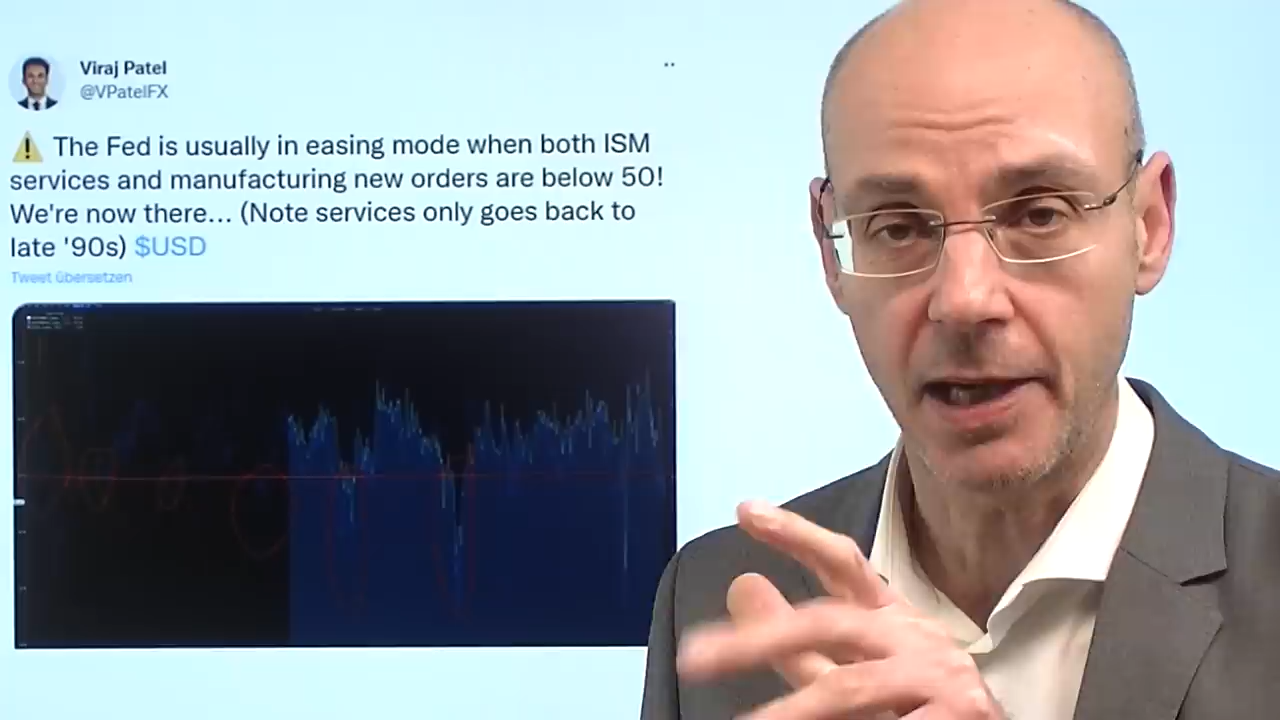 Viraj Patel
@VPatelFX
⚠️ The Fed is usually in easing mode when both ISM
services and manufacturing new orders are below 50!
We're now there... (Note services only goes back to
late '90s) $USD
Tweet übersetzen